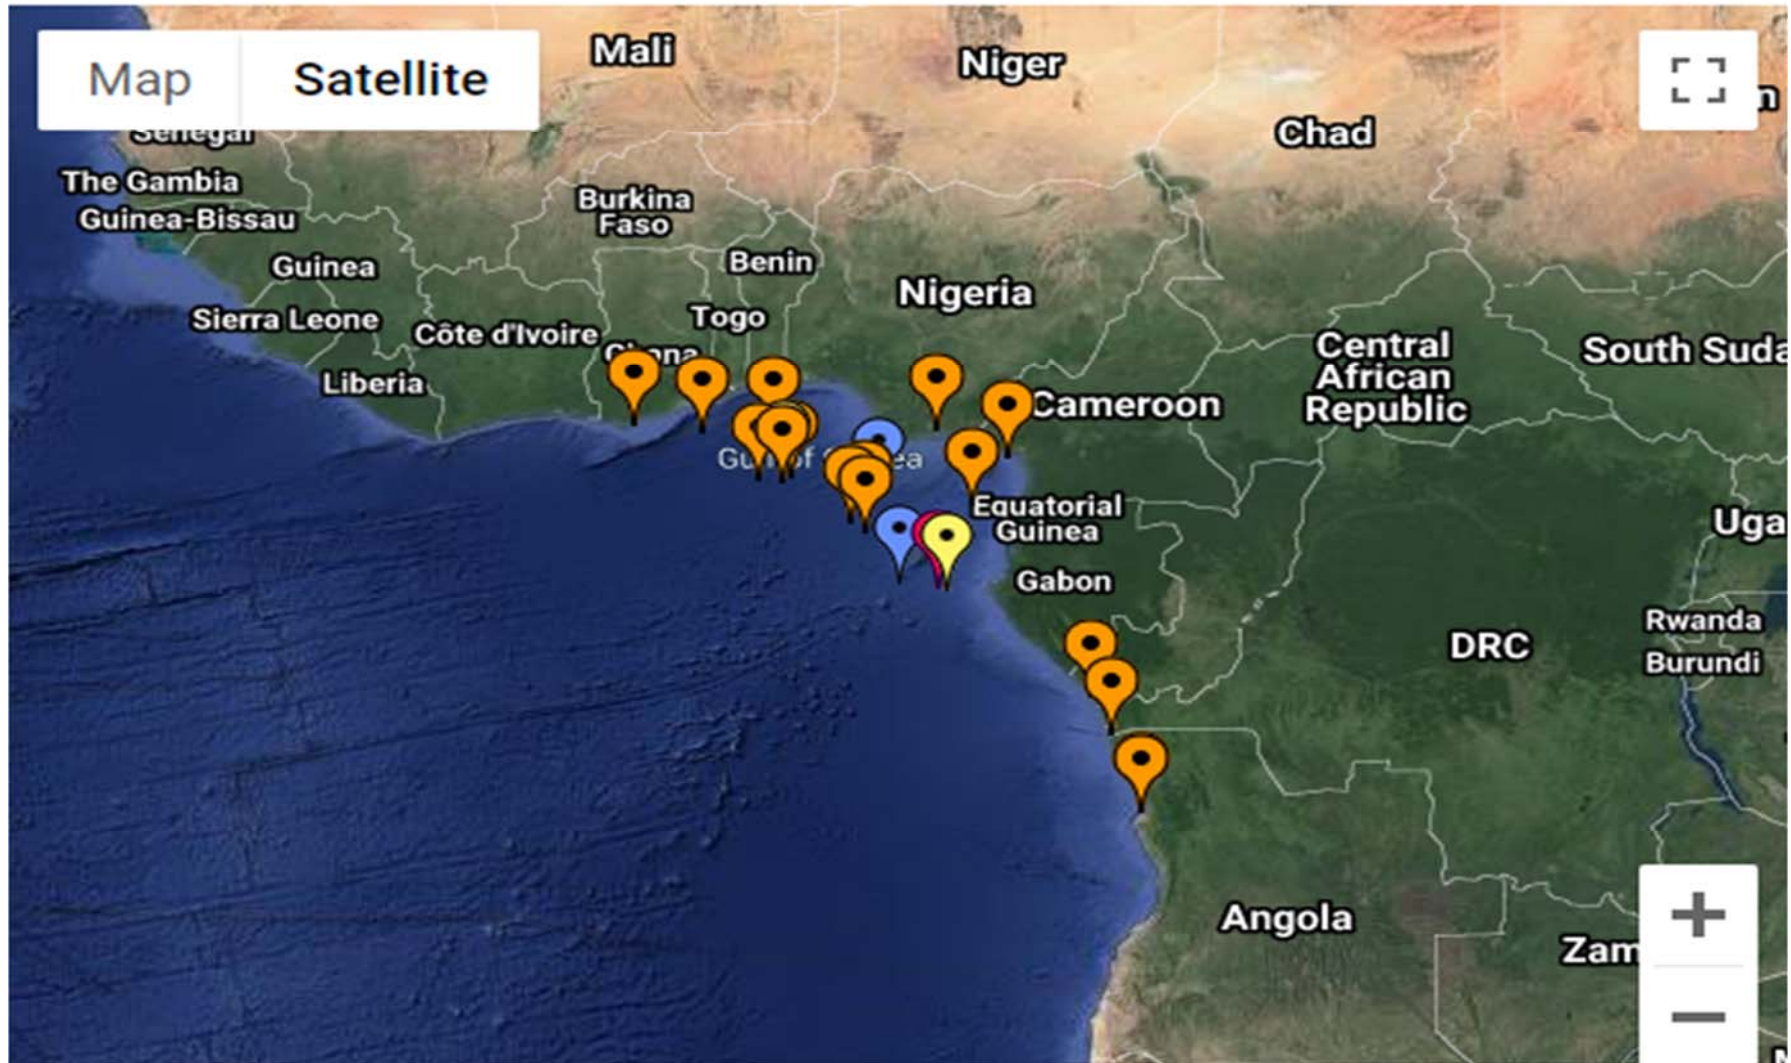 Map
Satellite
Mali
Niger
Chad
n
Senegal
The Gambia
Guinea-Bissau
Burkina
Faso
Guinea
Benin
Nigeria
Sierra Leone
Côte d'Ivoire
Togo
Central
African
Republic
South Suda
Liberia
Cameroon
Equatorial
Guinea
Uga
Gabon
Rwanda
DRC
Burundi
Angola
Zam